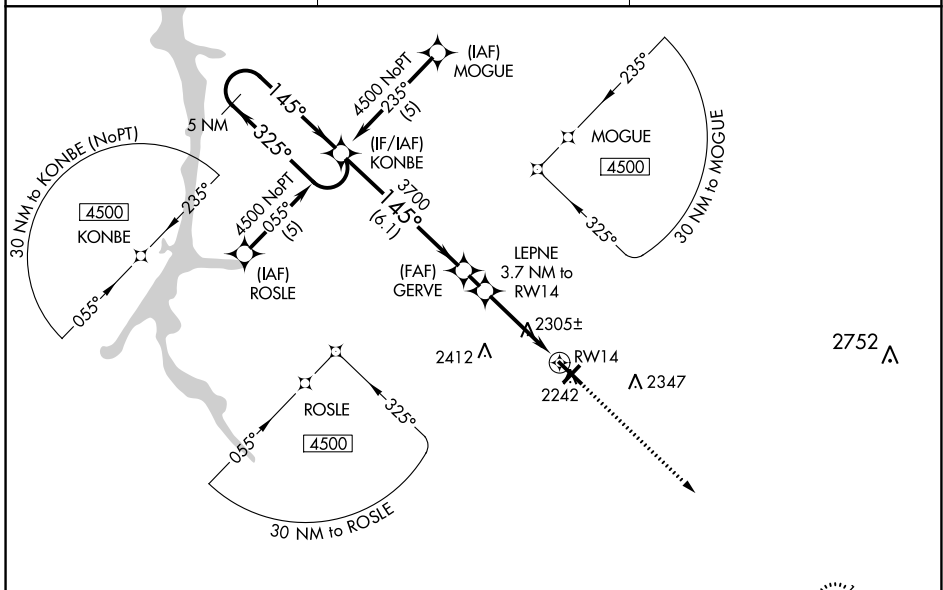 (IAF)
MOGUE
4500 NoPT
235°
(5)
145°
5 NM
325°
(IF/IAF)
KONBE
4500 NoPT
055°
(5)
(IAF)
ROSLE
3700
145°
(6.1)
(FAF)
GERVE
LEPNE
3.7 NM to
RW14
2305±
2412
RW14
2242
2347
2752
30 NM to KONBE (NoPT)
4500
KONBE
235°
055°
235°
MOGUE
4500
325°
30 NM to MOGUE
ROSLE
4500
055°
325°
30 NM to ROSLE